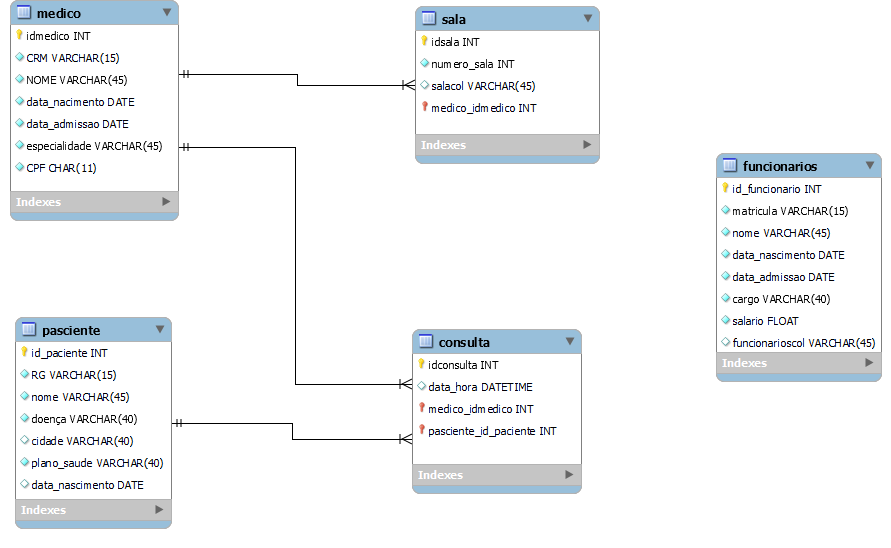 medico
idmedico INT
CRM VARCHAR(15)
NOME VARCHAR(45)
data_nacimento DATE
data_admissao DATE
especialidade VARCHAR(45)
CPF CHAR(11)
Indexes
sala
idsala INT
numero_sala INT
salacol VARCHAR(45)
medico_idmedico INT
Indexes
funcionarios
id_funcionario INT
matricula VARCHAR(15)
nome VARCHAR(45)
data_nascimento DATE
data_admissao DATE
cargo VARCHAR(40)
salario FLOAT
funcionarioscol VARCHAR(45)
Indexes
pasciente
id_paciente INT
RG VARCHAR(15)
nome VARCHAR(45)
doença VARCHAR(40)
cidade VARCHAR(40)
plano_saude VARCHAR(40)
data_nascimento DATE
Indexes
consulta
idconsulta INT
data_hora DATETIME
medico_idmedico INT
pasciente_id_paciente INT
Indexes